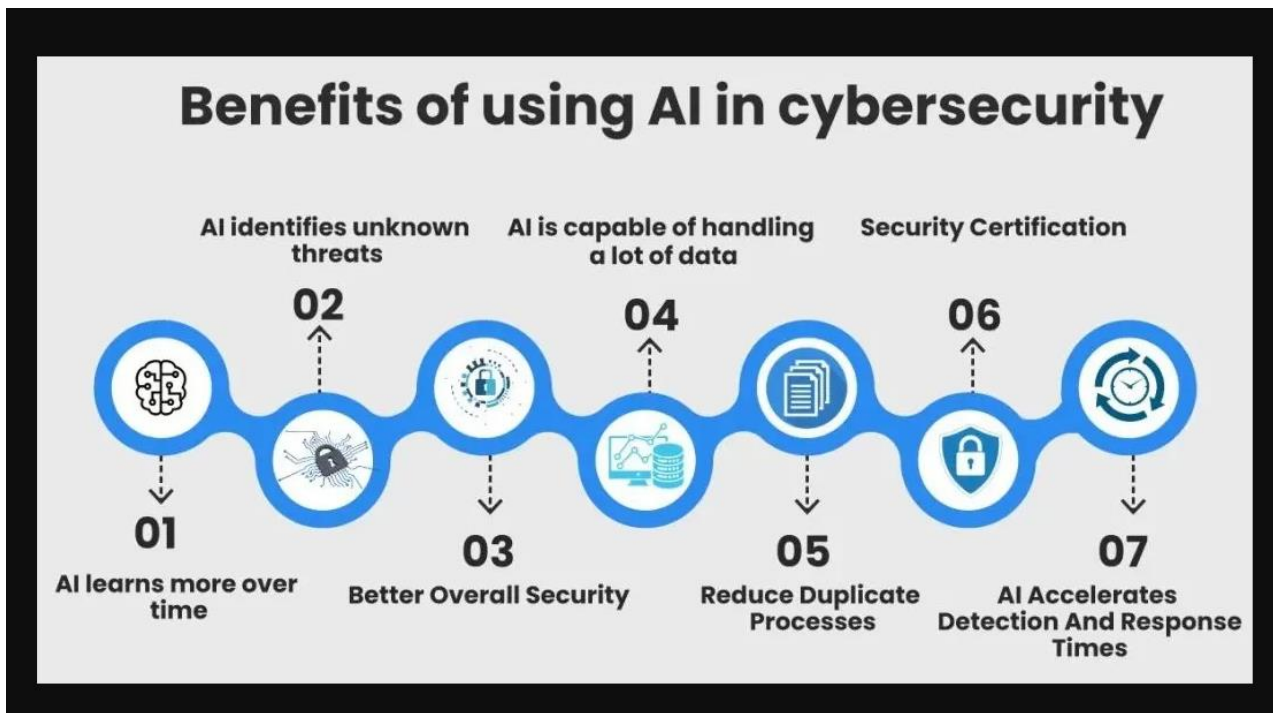 Benefits of using AI in cybersecurity
01
AI learns more over
time
AI identifies unknown
threats
02
03
Better Overall Security
AI is capable of handling
a lot of data
04
05
Reduce Duplicate
Processes
Security Certification
06
07
AI Accelerates
Detection And Response
Times